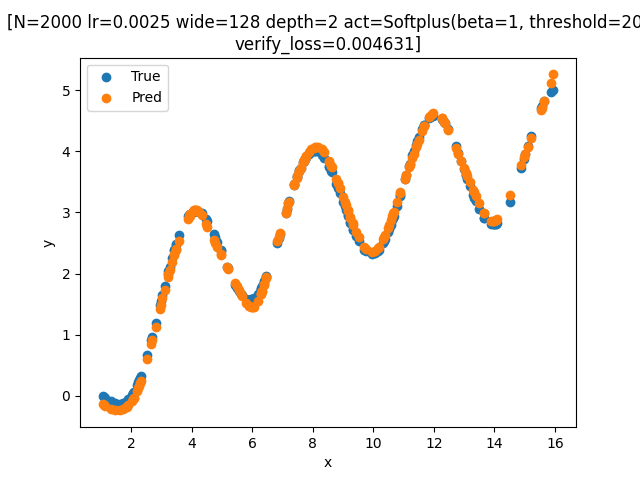 [N=2000 lr=0.0025 wide=128 depth=2 act=Softplus(beta=1, threshold=20
verify_loss=0.004631]
True
Pred
5
4
3
2
1
0
y
2 4 6 8 10 12 14 16
x